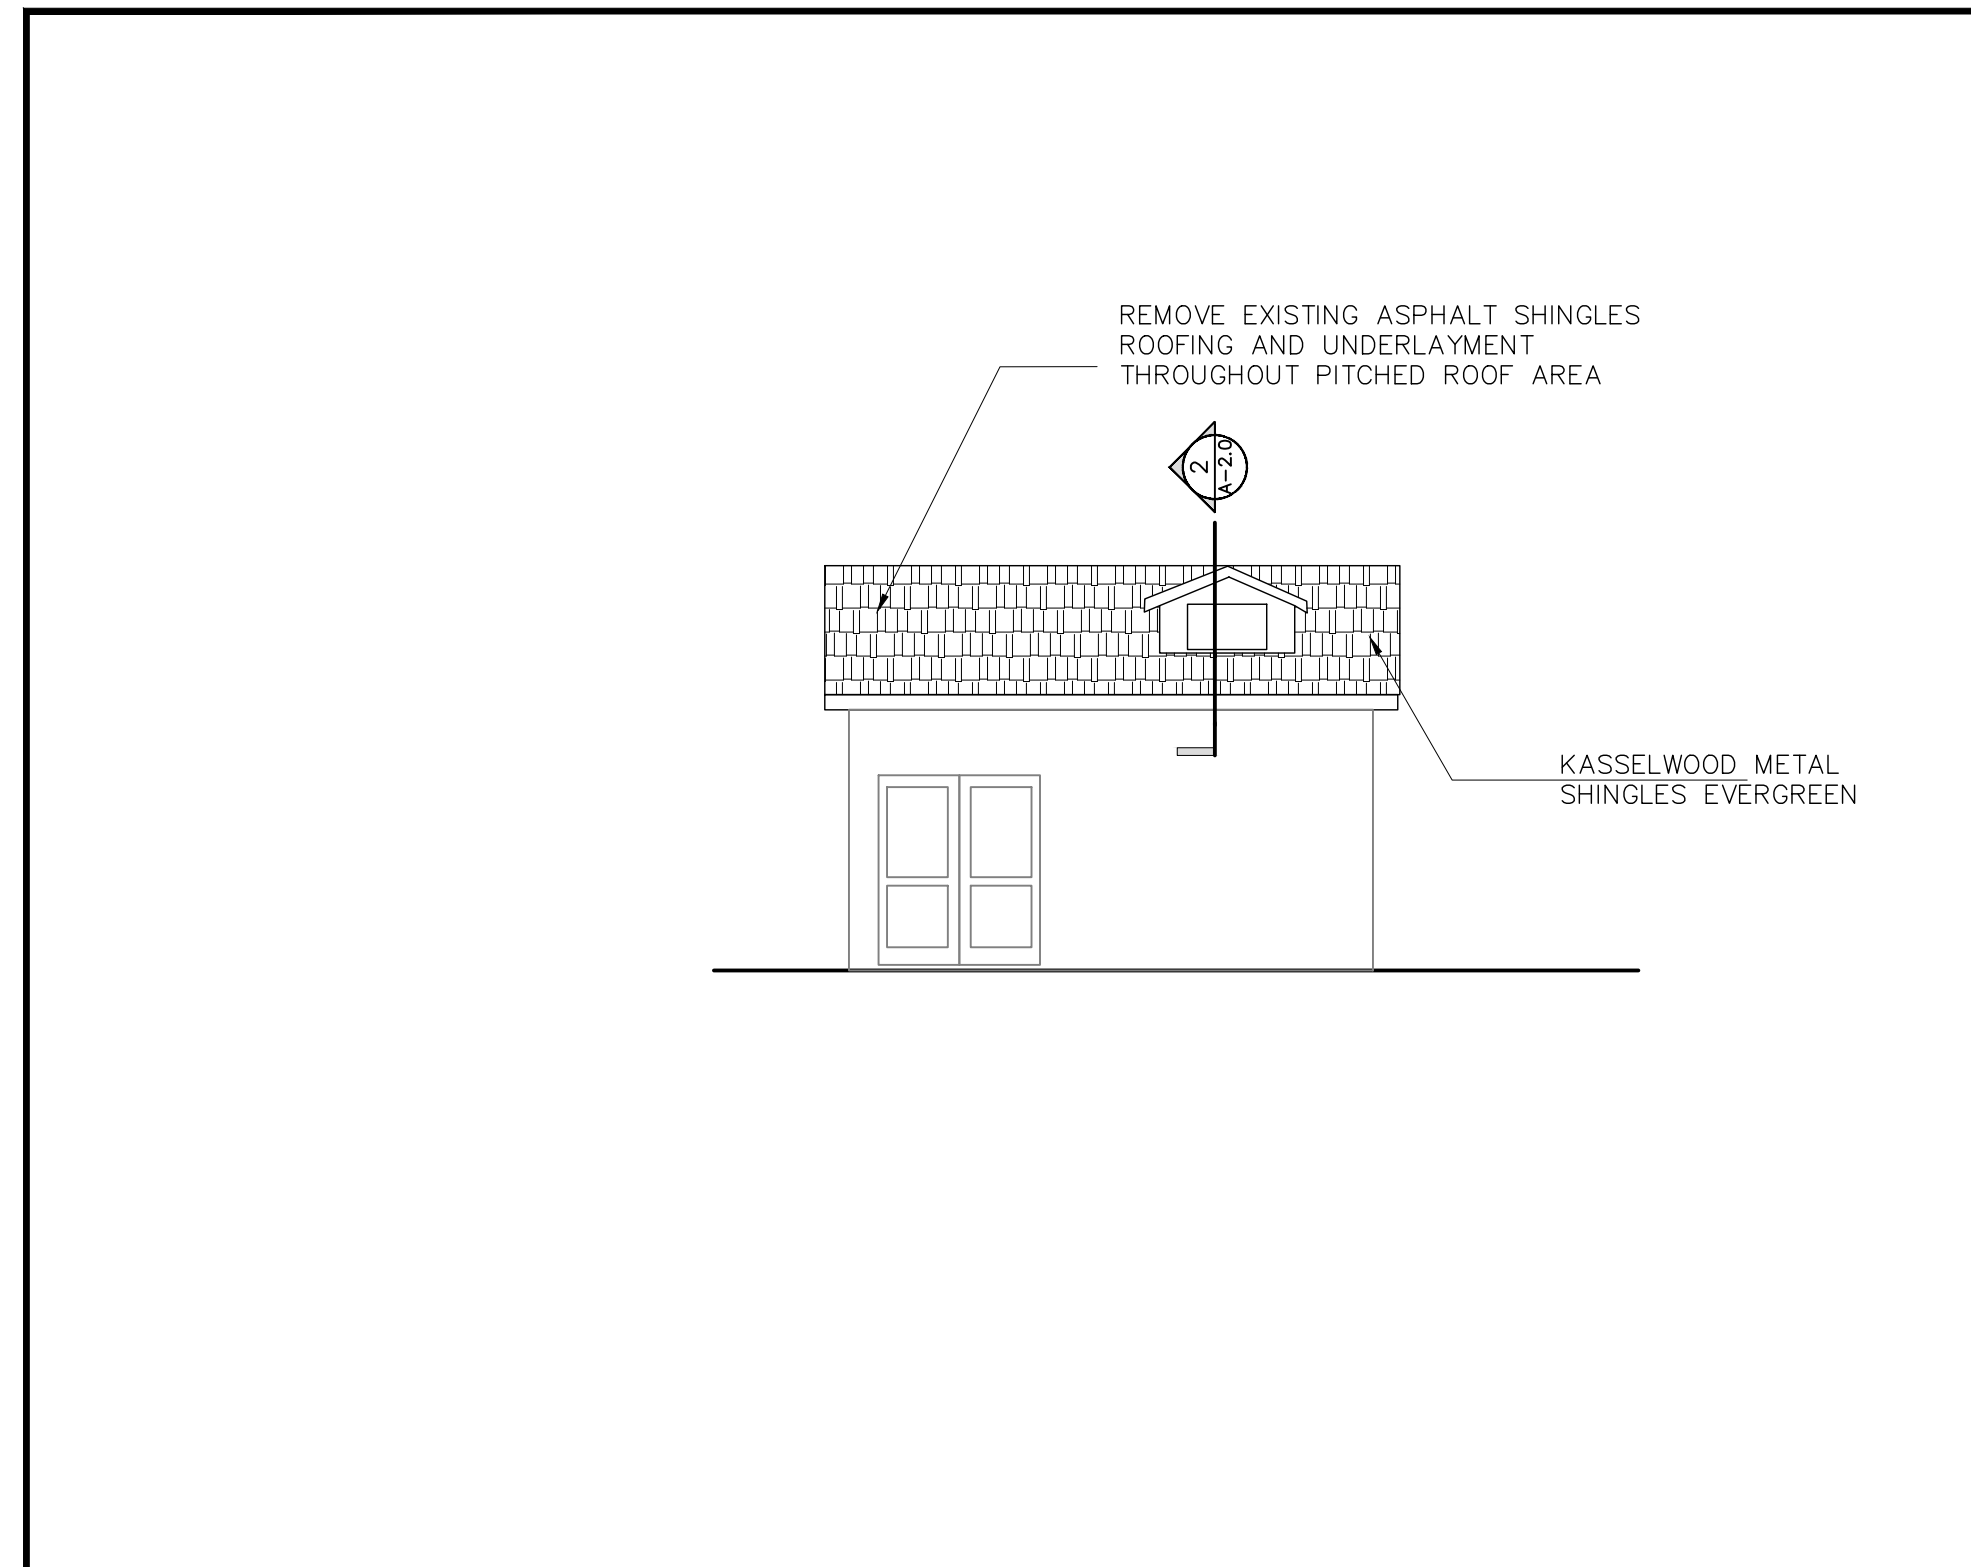 REMOVE EXISTING ASPHALT SHINGLES
ROOFING AND UNDERLAYMENT
THROUGHOUT PITCHED ROOF AREA
2
A-2.0
KASSELWOOD METAL
SHINGLES EVERGREEN